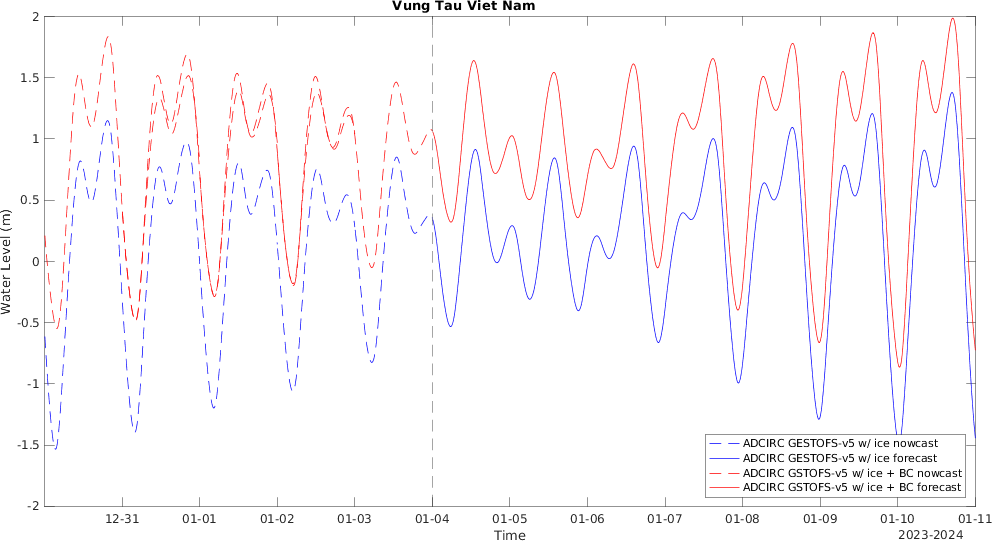 Vung Tau Viet Nam
2
1.5
1
0.5
0
-0.5
-1
-1.5
-2
Water Level (m)
ADCIRC GESTOFS-v5 w/ ice nowcast
ADCIRC GESTOFS-v5 w/ ice forecast
ADCIRC GSTOFS-v5 w/ ice + BC nowcast
ADCIRC GSTOFS-v5 w/ ice + BC forecast
12-31 01-01 01-02 01-03 01-04 01-05 01-06 01-07 01-08 01-09 01-10 01-11
Time
2023-2024